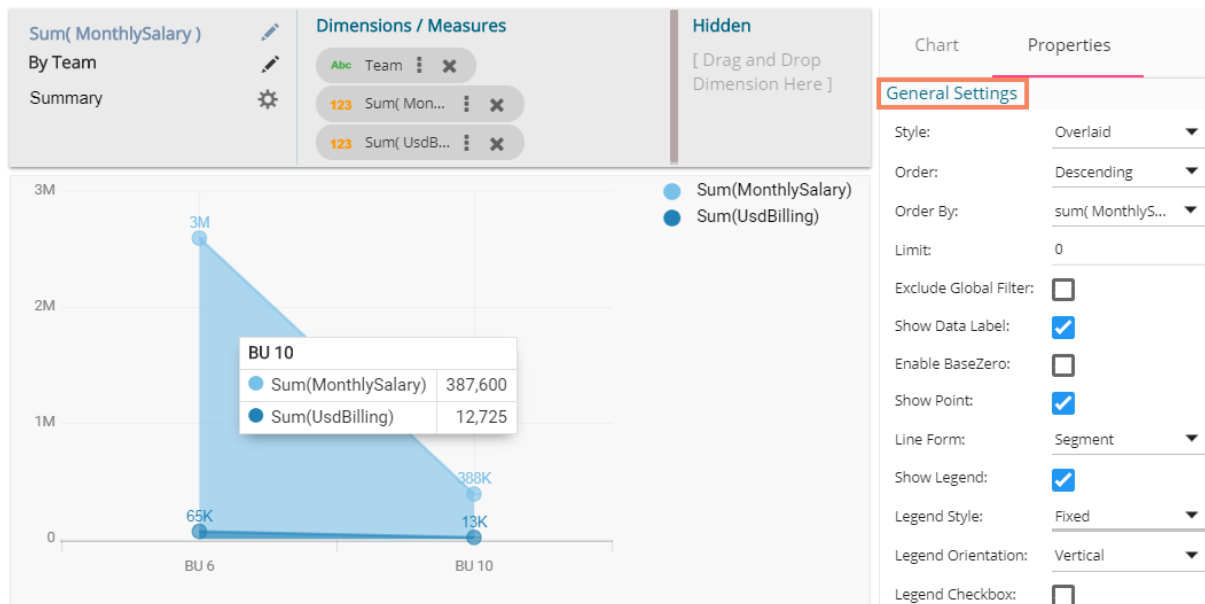 Sum( MonthlySalary )
By Team
Summary
Dimensions / Measures
Abc Team
123 Sum( Mon...
123 Sum( UsdB...
Hidden
[ Drag and Drop
Dimension Here ]
Chart Properties
General Settings
Style: Overlaid
Order: Descending
Order By: sum( MonthlyS...
Limit: 0
Exclude Global Filter:
Show Data Label:
Enable BaseZero:
Show Point:
Line Form: Segment
Show Legend:
Legend Style: Fixed
Legend Orientation: Vertical
Legend Checkbox:
Sum(MonthlySalary)
Sum(UsdBilling)
3M
2M
1M
0
3M
388K
65K
13K
BU 10
Sum(MonthlySalary) 387,600
Sum(UsdBilling) 12,725
BU 6 BU 10